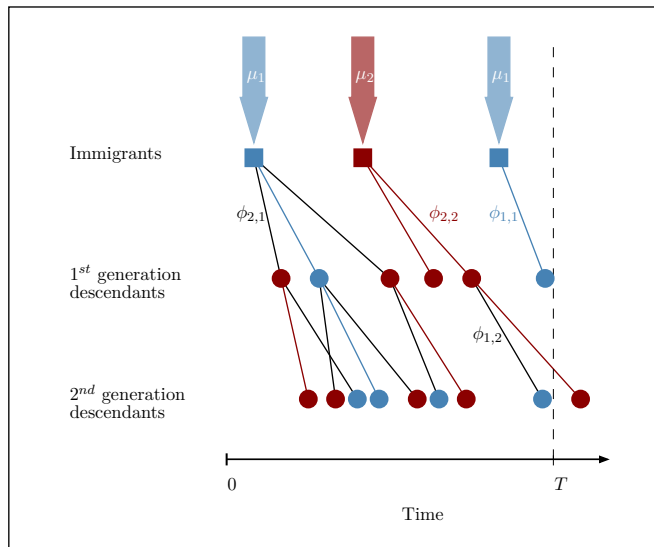 μ₁ μ₂ μ₁
Immigrants
ϕ₂,₁ ϕ₂,₂ ϕ₁,₁
1ˢᵗ generation
descendants
ϕ₁,₂
2ⁿᵈ generation
descendants
0 T
Time